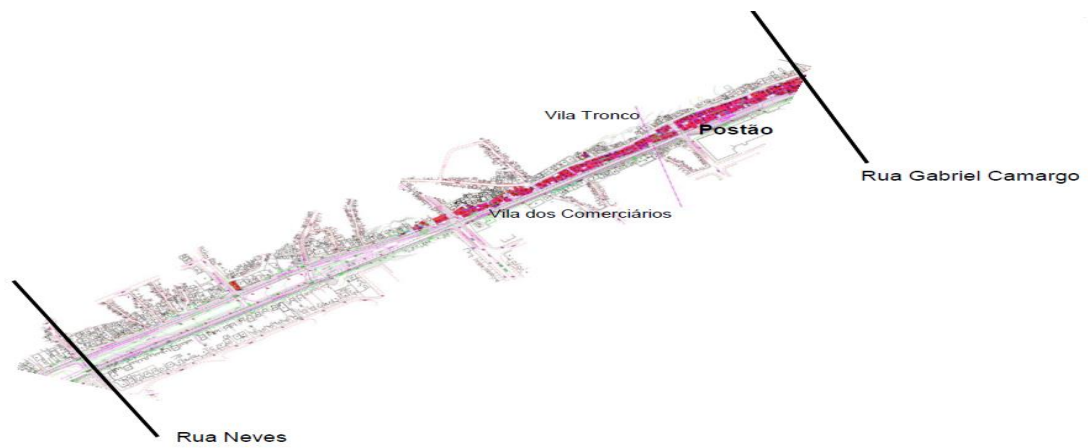 Vila Tronco
Postão
Rua Gabriel Camargo
Vila dos Comerciários
Rua Neves